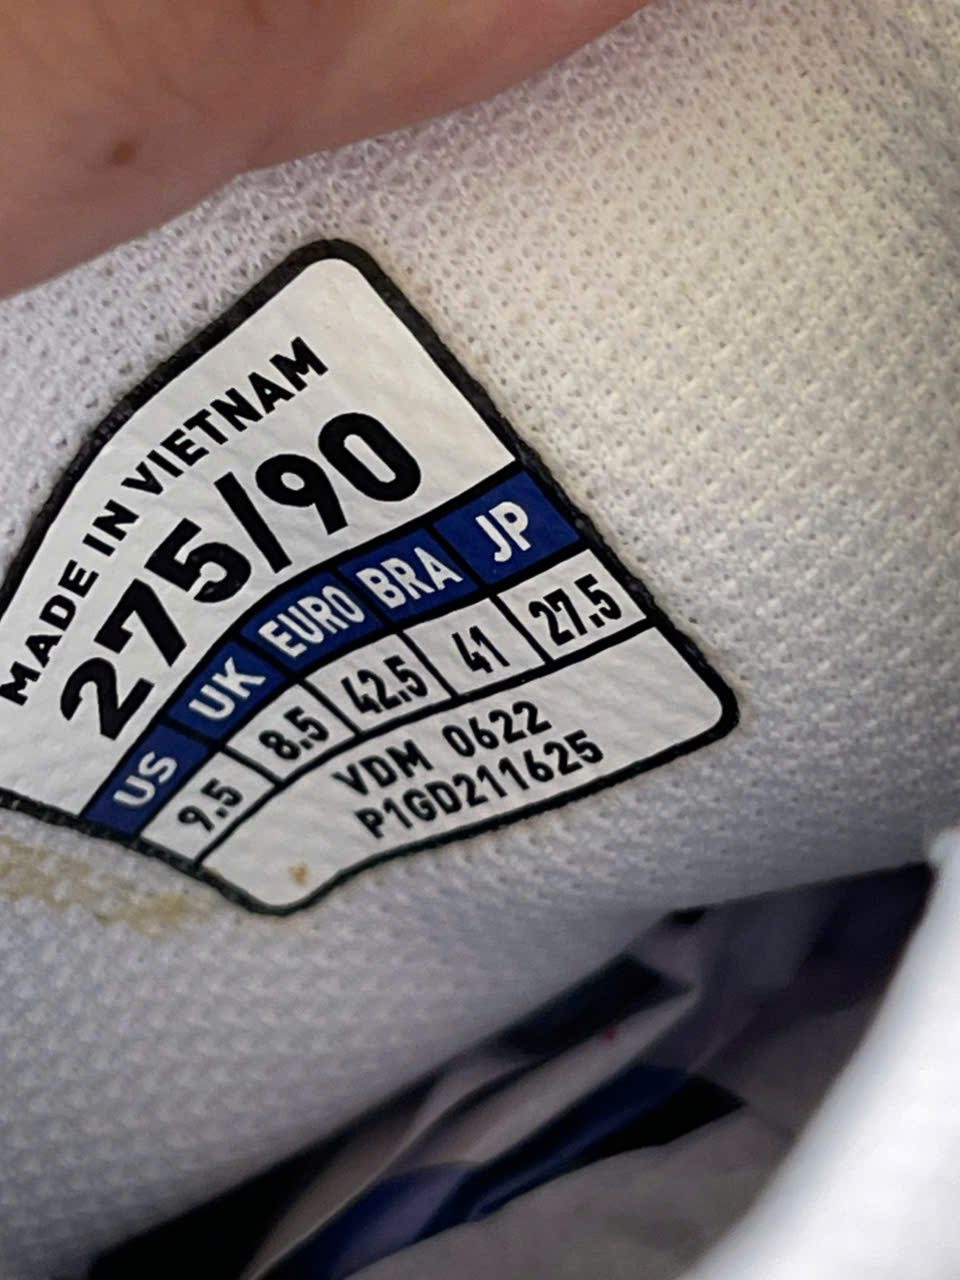 MADE IN VIETNAM
275/90
US UK EURO BRA JP
9.5 8.5 42.5 41 27.5
VDM 0622
P1GD211625